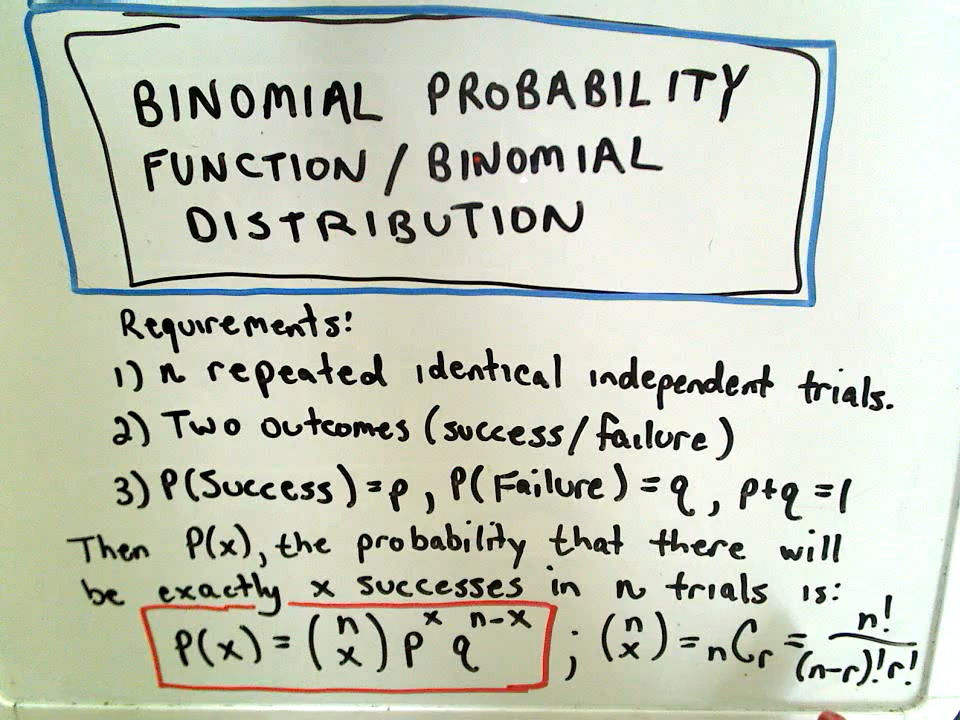 BINOMIAL PROBABILITY
FUNCTION / BINOMIAL
DISTRIBUTION
Requirements:
1) n repeated identical independent trials.
2) Two outcomes (success/failure)
3) P(Success) = p, P(Failure) = q, p+q = 1
Then P(x), the probability that there will
be exactly x successes in n trials is:
P(x) = (n x) p^x q^(n-x) ; (n x) = nCr = n! / (n-r)! r!